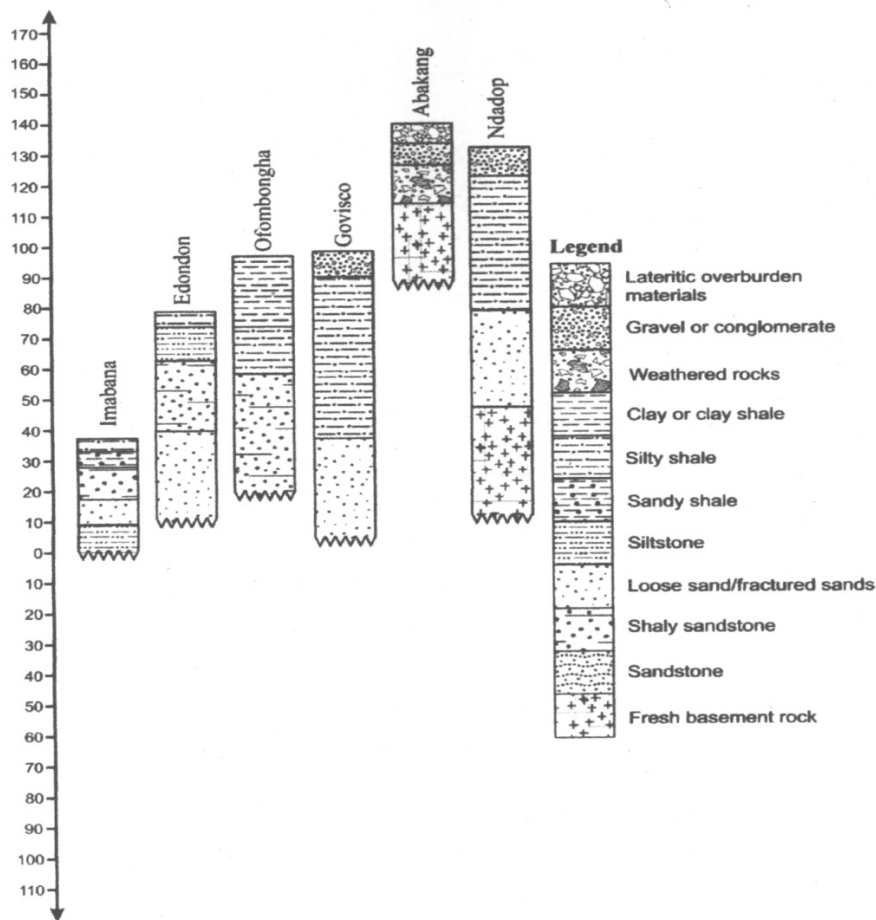 170
160
150
140
130
120
110
100
90
80
70
60
50
40
30
20
10
0
10
20
30
40
50
60
70
80
90
100
110
Imabana
Edondon
Ofombongha
Govisco
Abakang
Ndadop
Legend
Lateritic overburden
materials
Gravel or conglomerate
Weathered rocks
Clay or clay shale
Silty shale
Sandy shale
Siltstone
Loose sand/fractured sands
Shaly sandstone
Sandstone
Fresh basement rock